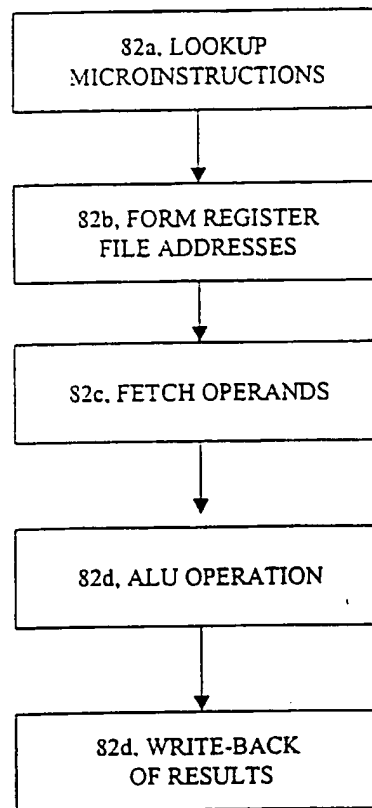 82a, LOOKUP
MICROINSTRUCTIONS
82b, FORM REGISTER
FILE ADDRESSES
82c, FETCH OPERANDS
82d, ALU OPERATION
82d, WRITE-BACK
OF RESULTS